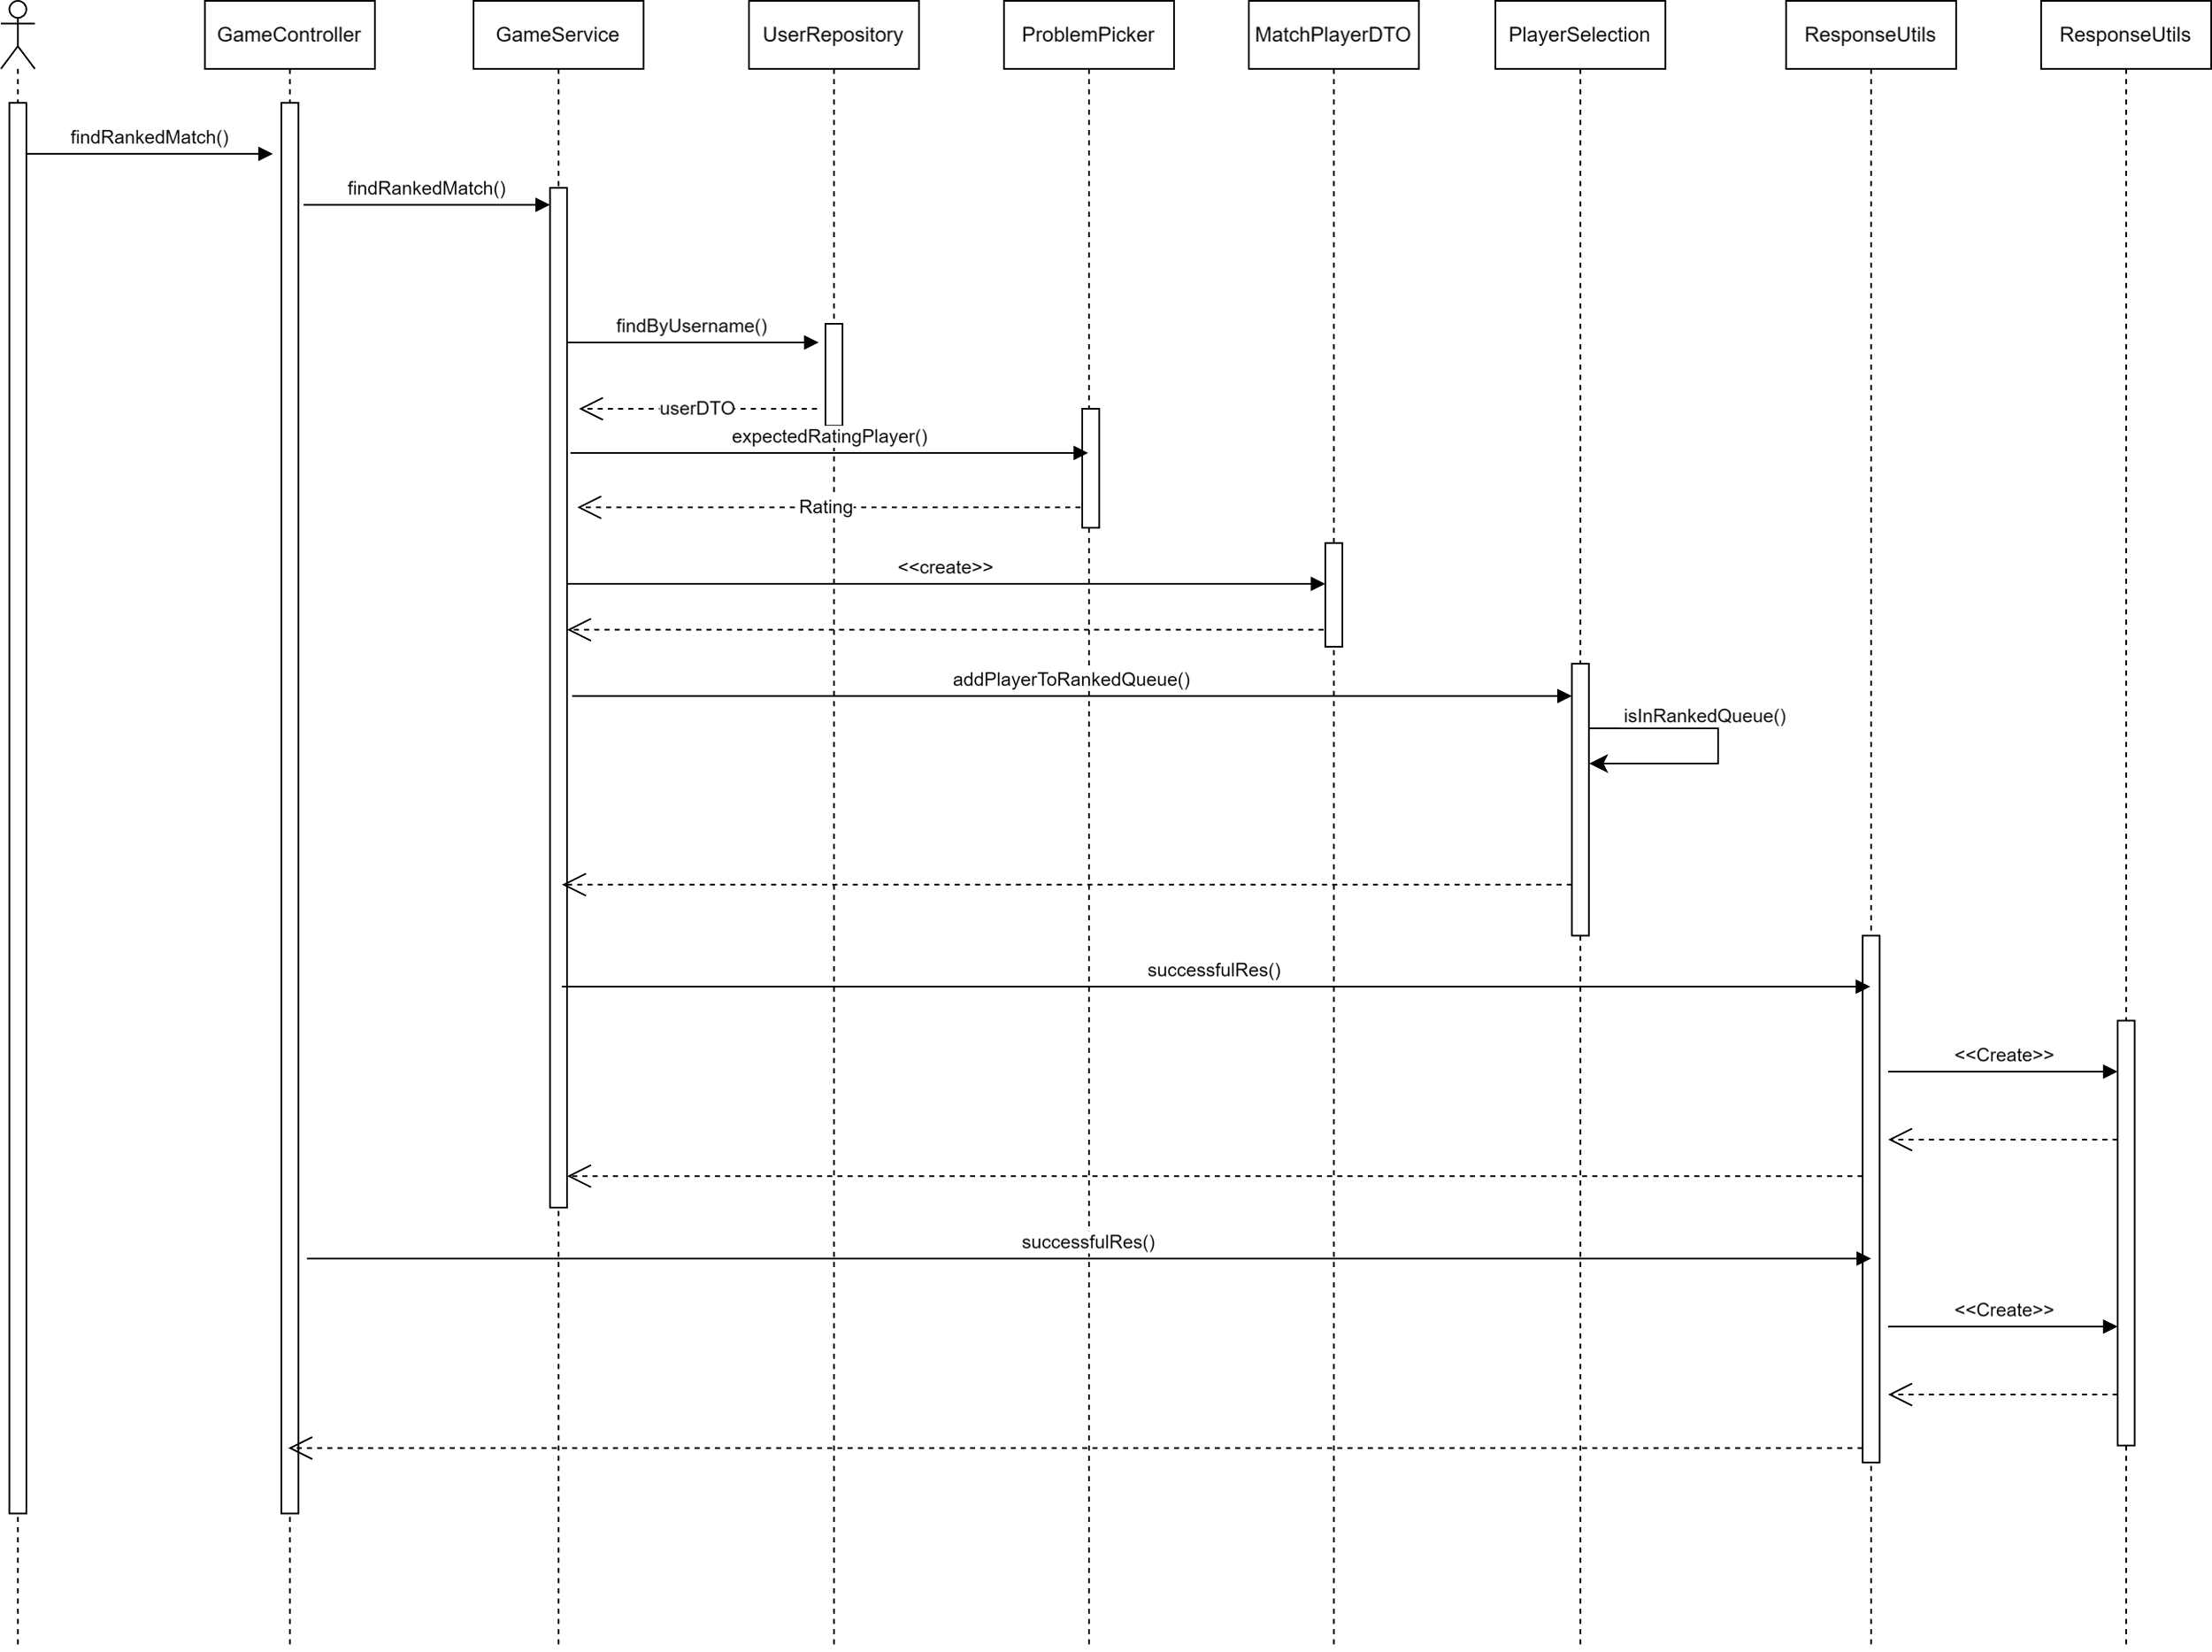 GameController
GameService
UserRepository
ProblemPicker
MatchPlayerDTO
PlayerSelection
ResponseUtils
ResponseUtils
findRankedMatch()
findRankedMatch()
findByUsername()
userDTO
expectedRatingPlayer()
Rating
<<create>>
addPlayerToRankedQueue()
isInRankedQueue()
successfulRes()
<<Create>>
successfulRes()
<<Create>>